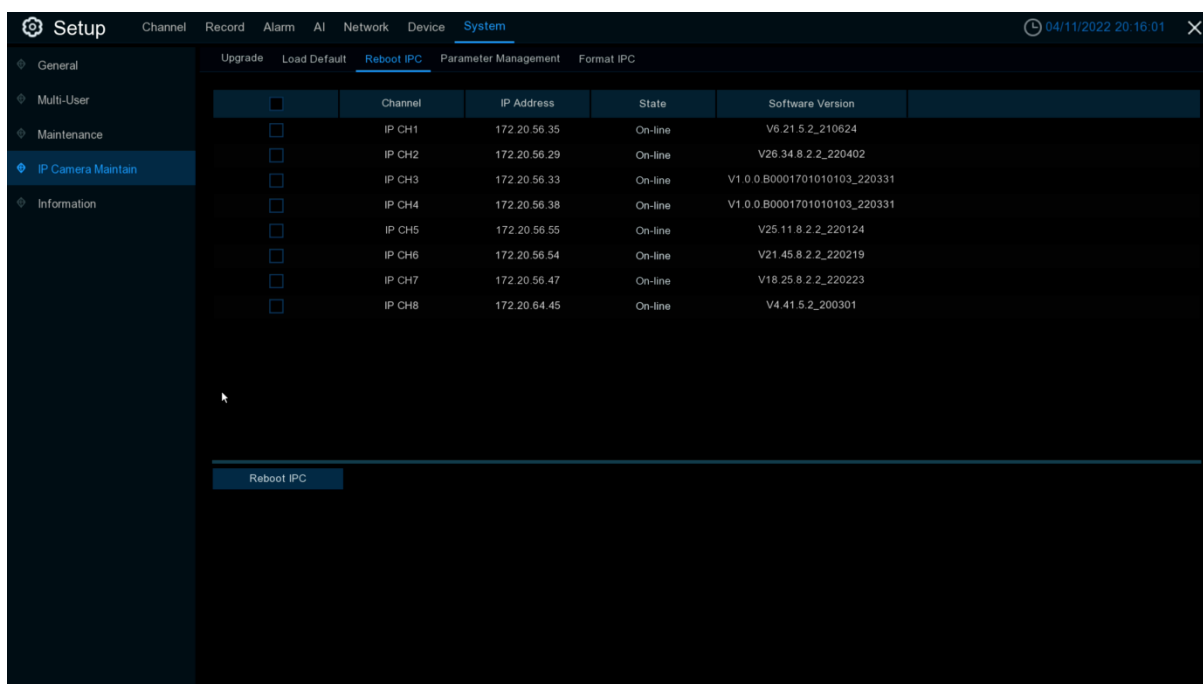 Setup Channel Record Alarm AI Network Device System 04/11/2022 20:16:01
General
Multi-User
Maintenance
IP Camera Maintain
Information
Upgrade Load Default Reboot IPC Parameter Management Format IPC
Channel IP Address State Software Version
IP CH1 172.20.56.35 On-line V6.21.5.2_210624
IP CH2 172.20.56.29 On-line V26.34.8.2.2_220402
IP CH3 172.20.56.33 On-line V1.0.0.B0001701010103_220331
IP CH4 172.20.56.38 On-line V1.0.0.B0001701010103_220331
IP CH5 172.20.56.55 On-line V25.11.8.2.2_220124
IP CH6 172.20.56.54 On-line V21.45.8.2.2_220219
IP CH7 172.20.56.47 On-line V18.25.8.2.2_220223
IP CH8 172.20.64.45 On-line V4.41.5.2_200301
Reboot IPC